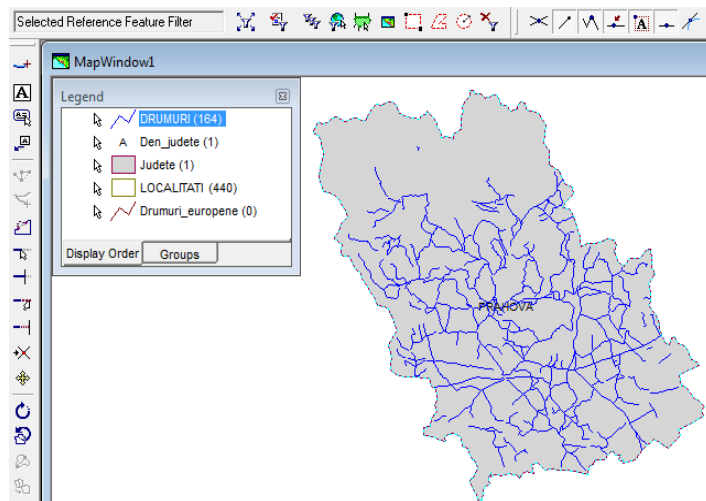 Selected Reference Feature Filter
MapWindow1
Legend
DRUMURI (164)
A Den_judete (1)
Judete (1)
LOCALITATI (440)
Drumuri_europene (0)
Display Order Groups
PRAHOVA